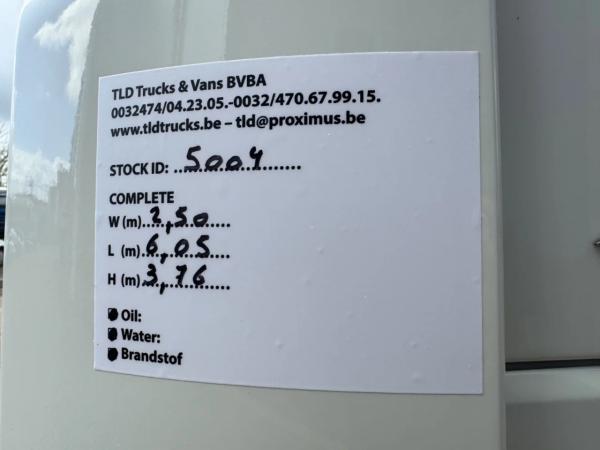 TLD Trucks & Vans BVBA
0032474/04.23.05.-0032/470.67.99.15.
www.tldtrucks.be – tld@proximus.be
STOCK ID: 5004
COMPLETE
W (m) 2,50
L (m) 6,05
H (m) 3,76
Oil:
Water:
Brandstof